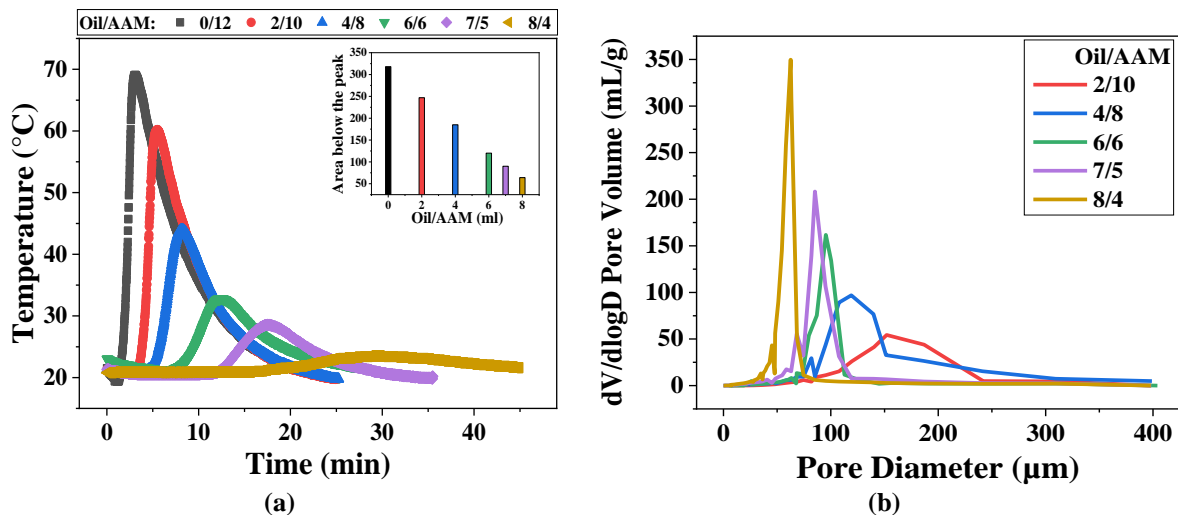 Oil/AAM: 0/12 2/10 4/8 6/6 7/5 8/4
70
60
50
40
30
20
Temperature (°C)
0 10 20 30 40
Time (min)
350
300
250
200
150
100
50
Area below the peak
0 2 4 6 8
Oil/AAM (ml)
(a)
350
300
250
200
150
100
50
0
dV/dlogD Pore Volume (mL/g)
Oil/AAM
2/10
4/8
6/6
7/5
8/4
0 100 200 300 400
Pore Diameter (µm)
(b)